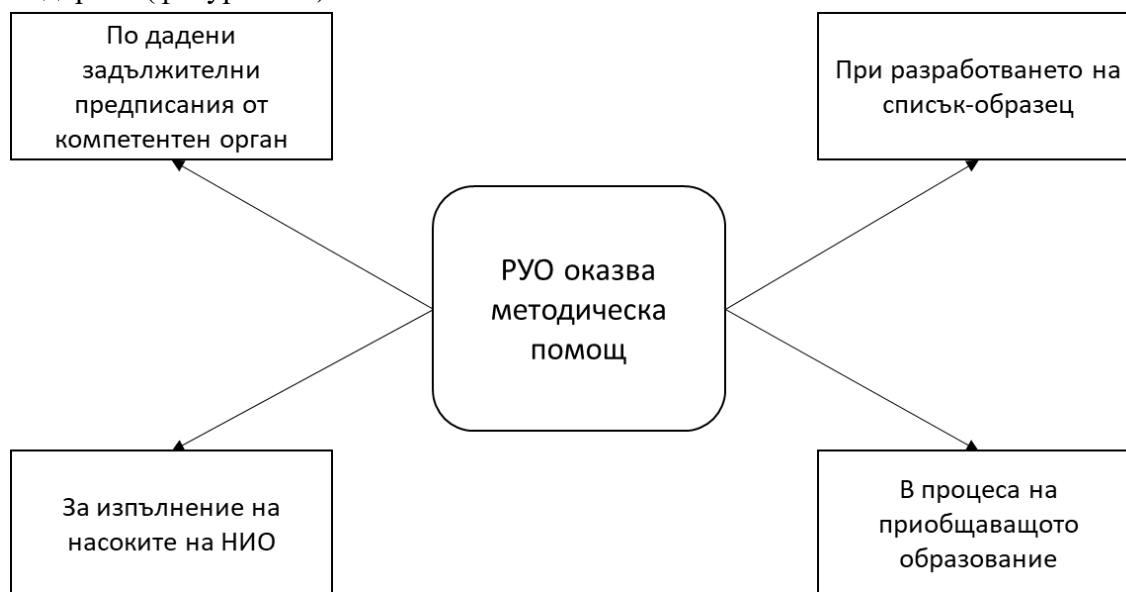 По дадени
задължителни
предписания от
компетентен орган
При разработването на
списък-образец
РУО оказва
методическа
помощ
За изпълнение на
насоките на НИО
В процеса на
приобщаващото
образование